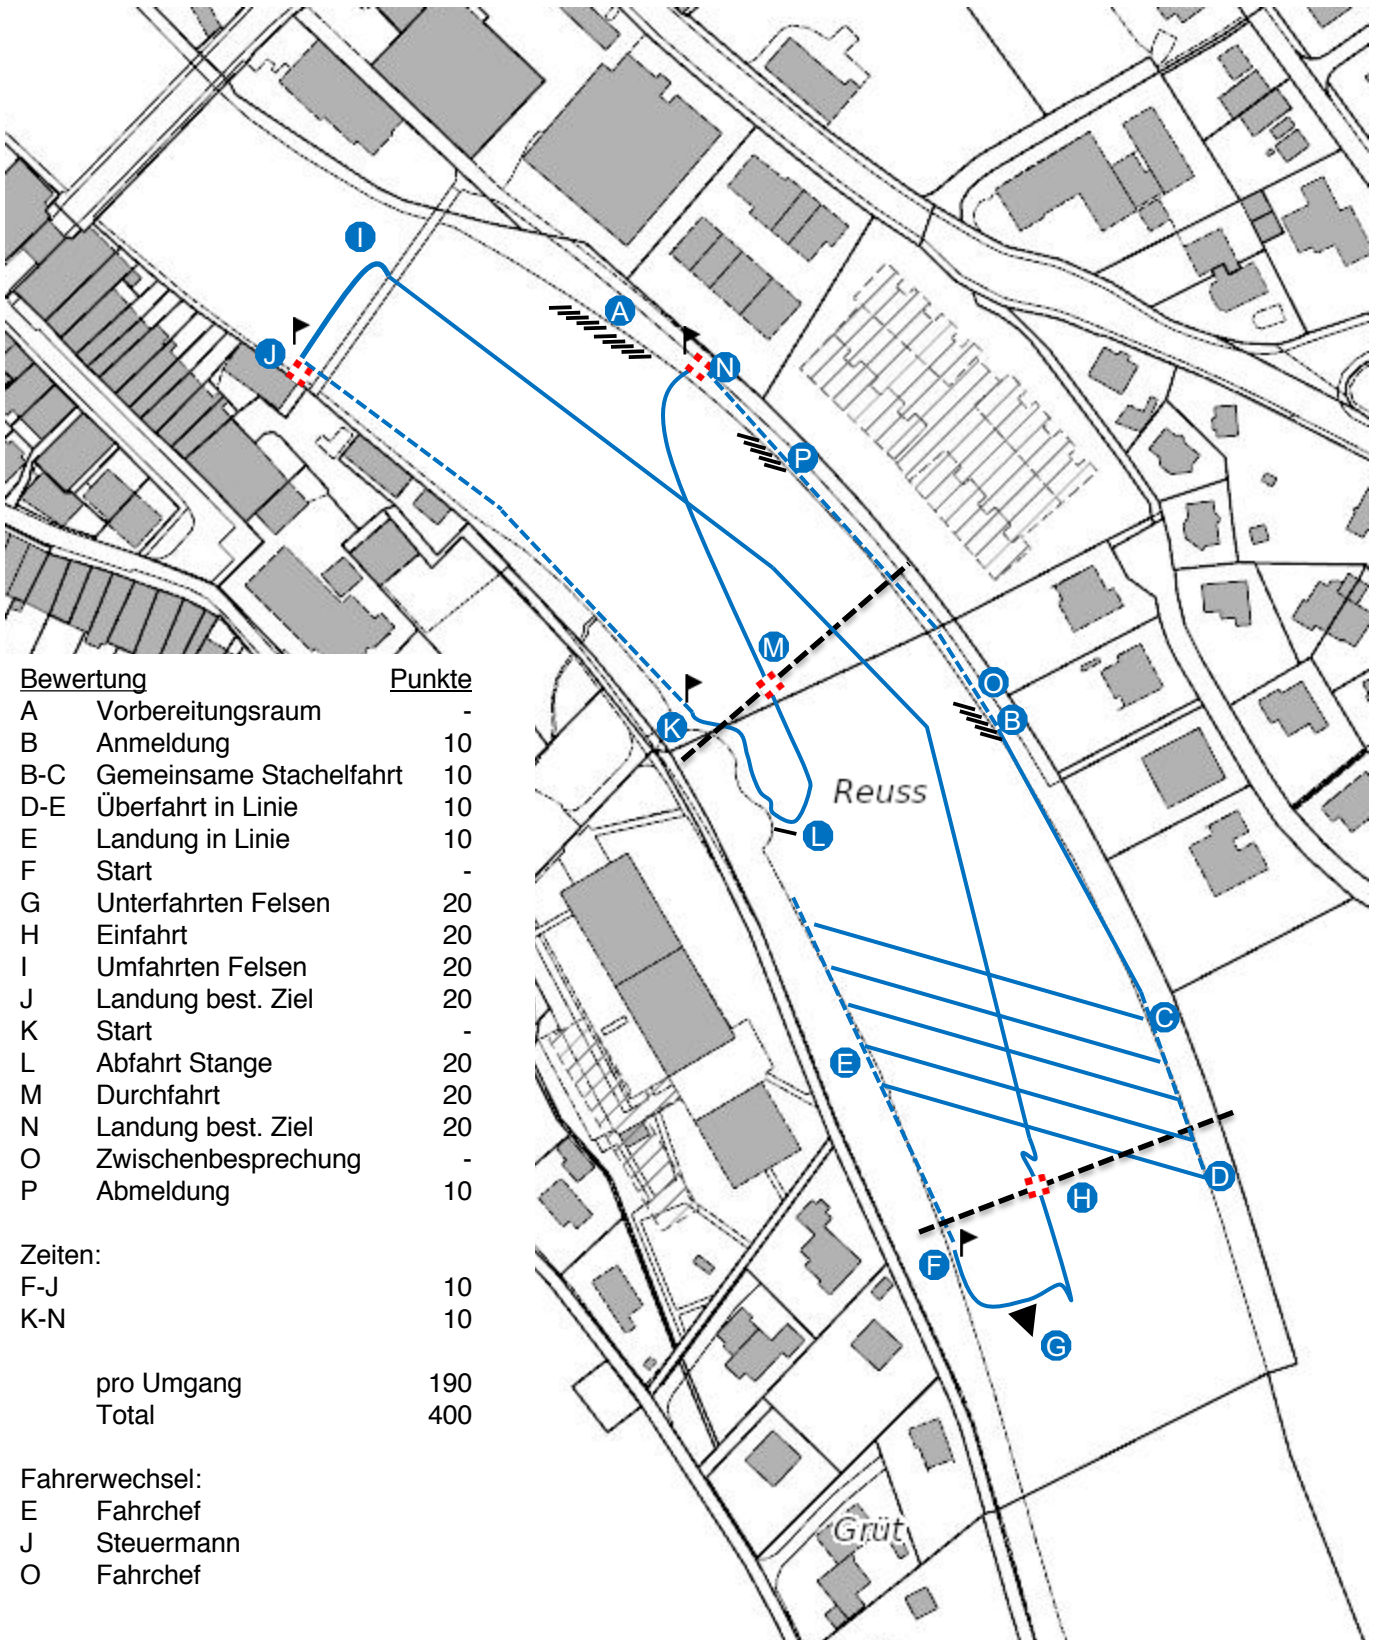 I
A
J
N
P
M
O
K
B
Reuss
L
C
E
D
H
F
G
Grüt
Bewertung Punkte
A Vorbereitungsraum -
B Anmeldung 10
B-C Gemeinsame Stachelfahrt 10
D-E Überfahrt in Linie 10
E Landung in Linie 10
F Start -
G Unterfahrten Felsen 20
H Einfahrt 20
I Umfahrten Felsen 20
J Landung best. Ziel 20
K Start -
L Abfahrt Stange 20
M Durchfahrt 20
N Landung best. Ziel 20
O Zwischenbesprechung -
P Abmeldung 10
Zeiten:
F-J 10
K-N 10
pro Umgang 190
Total 400
Fahrerwechsel:
E Fahrchef
J Steuermann
O Fahrchef